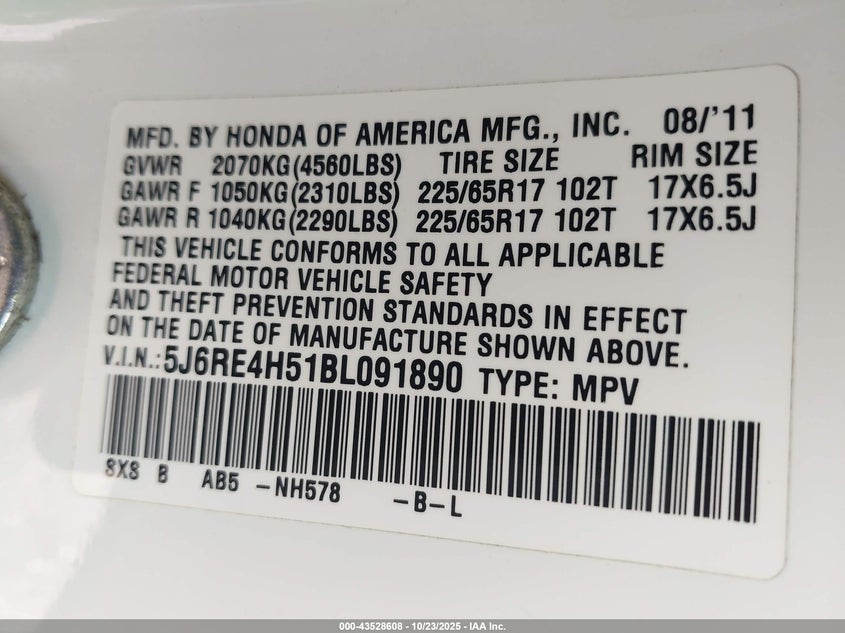 MFD. BY HONDA OF AMERICA MFG., INC. 08/'11
GVWR 2070KG(4560LBS) TIRE SIZE RIM SIZE
GAWR F 1050KG(2310LBS) 225/65R17 102T 17X6.5J
GAWR R 1040KG(2290LBS) 225/65R17 102T 17X6.5J
THIS VEHICLE CONFORMS TO ALL APPLICABLE
FEDERAL MOTOR VEHICLE SAFETY
AND THEFT PREVENTION STANDARDS IN EFFECT
ON THE DATE OF MANUFACTURE SHOWN ABOVE.
V.I.N.: 5J6RE4H51BL091890 TYPE: MPV
SXS B AB5 -NH578 -B-L
000-43528608 - 10/23/2025 - IAA Inc.